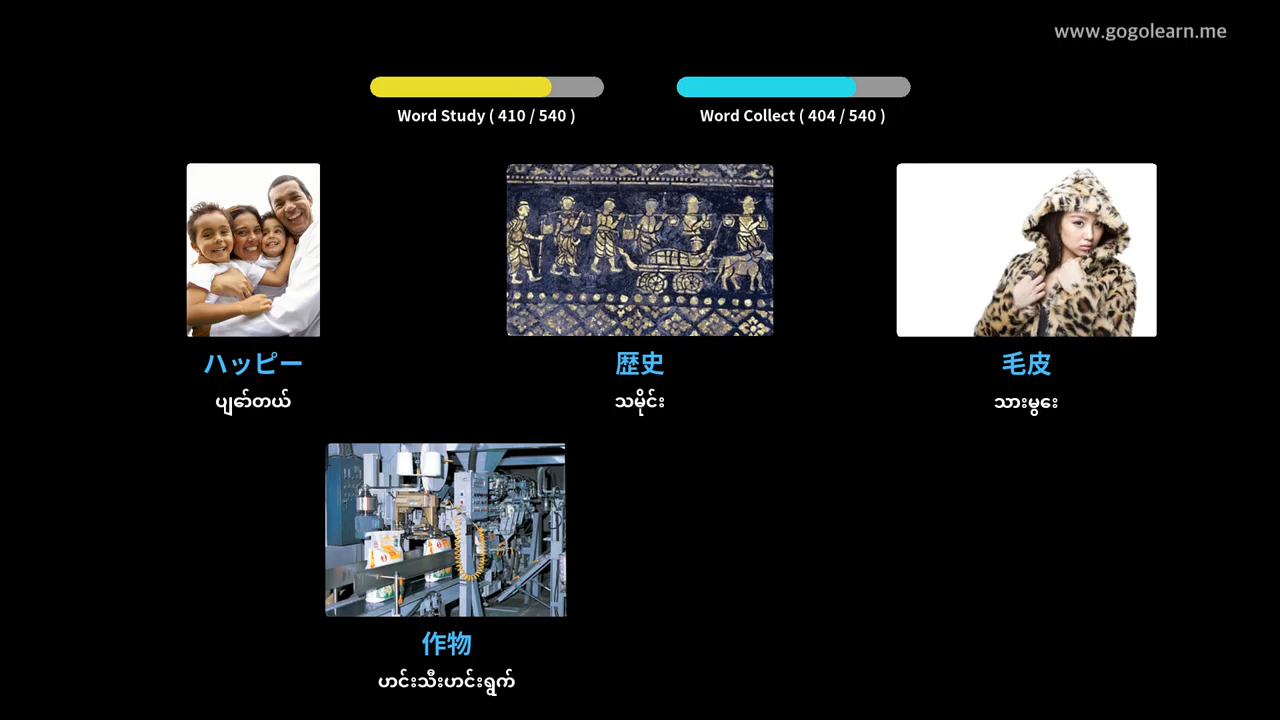 www.gogolearn.me
Word Study ( 410 / 540 )
Word Collect ( 404 / 540 )
ハッピー
ပျော်တယ်
歴史
သမိုင်း
毛皮
သားမွေး
作物
ဟင်းသီးဟင်းရွက်